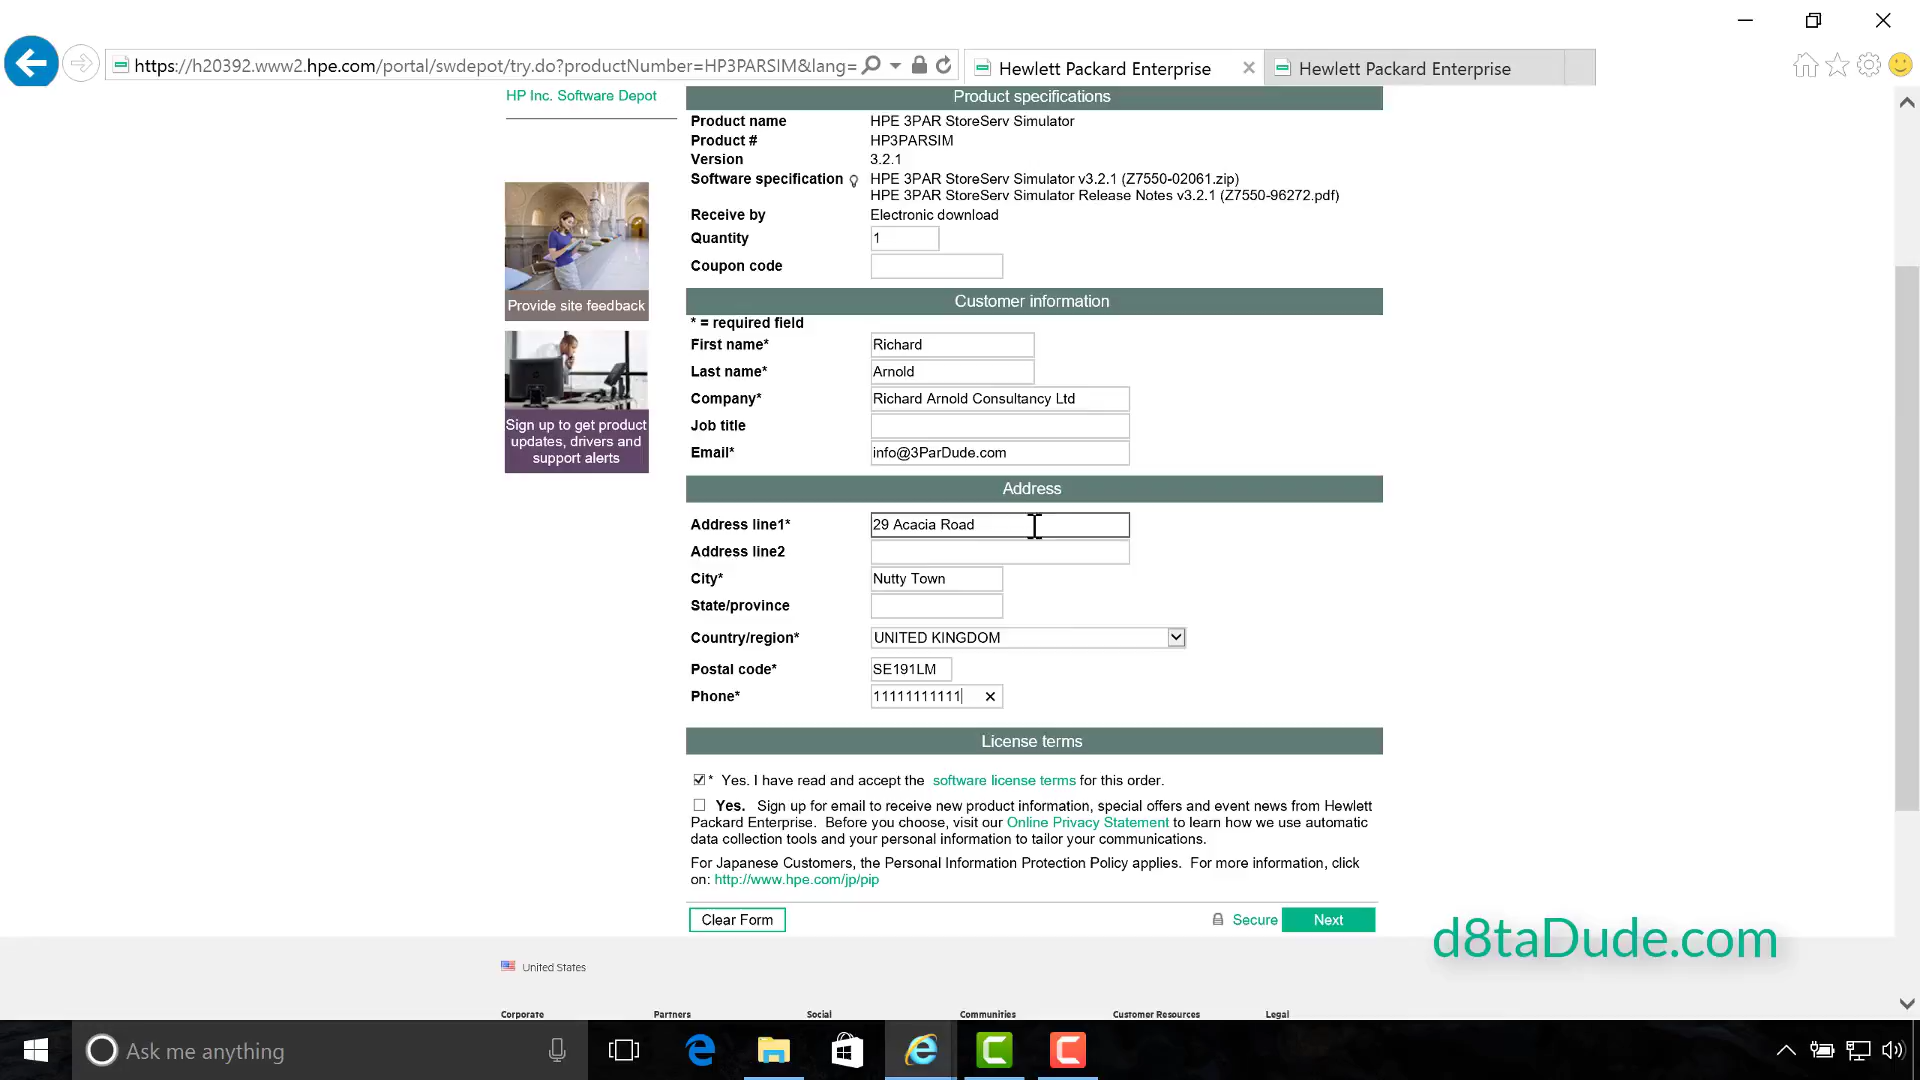 https://h20392.www2.hpe.com/portal/swdepot/try.do?productNumber=HP3PARSIM&lang=
Hewlett Packard Enterprise
Hewlett Packard Enterprise
HP Inc. Software Depot
Provide site feedback
Sign up to get product
updates, drivers and
support alerts
Product specifications
Product name HPE 3PAR StoreServ Simulator
Product # HP3PARSIM
Version 3.2.1
Software specification HPE 3PAR StoreServ Simulator v3.2.1 (Z7550-02061.zip)
HPE 3PAR StoreServ Simulator Release Notes v3.2.1 (Z7550-96272.pdf)
Receive by Electronic download
Quantity 1
Coupon code
Customer information
* = required field
First name* Richard
Last name* Arnold
Company* Richard Arnold Consultancy Ltd
Job title
Email* info@3ParDude.com
Address
Address line1* 29 Acacia Road
Address line2
City* Nutty Town
State/province
Country/region* UNITED KINGDOM
Postal code* SE191LM
Phone* 11111111111
License terms
* Yes. I have read and accept the software license terms for this order.
Yes. Sign up for email to receive new product information, special offers and event news from Hewlett
Packard Enterprise. Before you choose, visit our Online Privacy Statement to learn how we use automatic
data collection tools and your personal information to tailor your communications.
For Japanese Customers, the Personal Information Protection Policy applies. For more information, click
on: http://www.hpe.com/jp/pip
Clear Form
Secure
Next
d8taDude.com
United States
Corporate Partners Social Communities Customer Resources Legal
Ask me anything